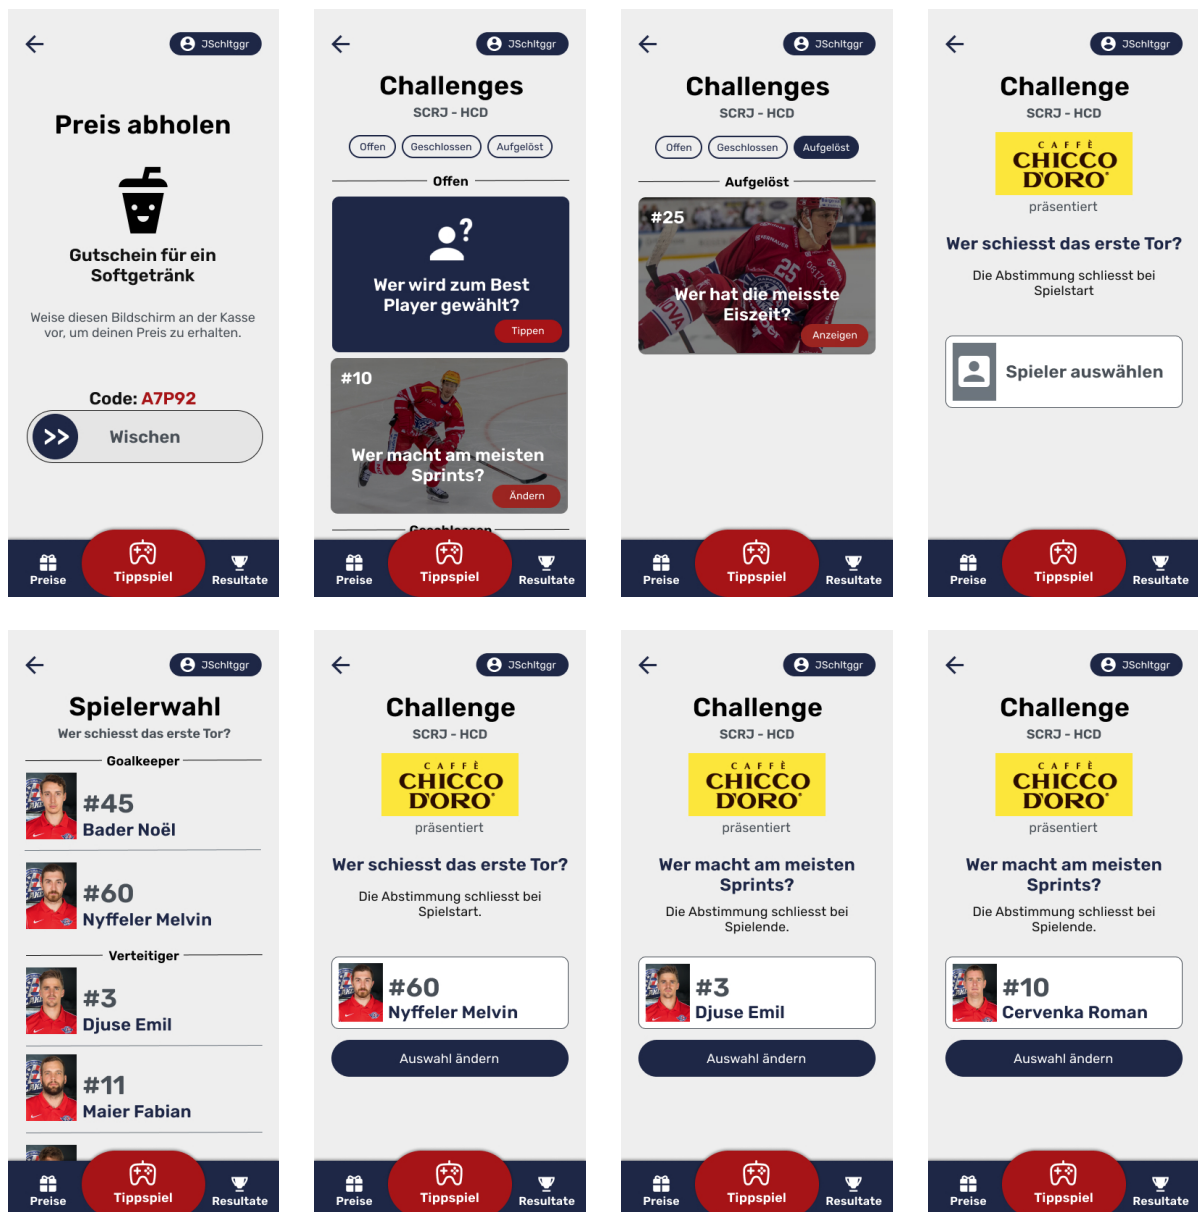 JSchltggr
Preis abholen
Gutschein für ein
Softgetränk
Weise diesen Bildschirm an der Kasse
vor, um deinen Preis zu erhalten.
Code: A7P92
>> Wischen
Preise
Tippspiel
Resultate
JSchltggr
Challenges
SCRJ - HCD
Offen Geschlossen Aufgelöst
Offen
?
Wer wird zum Best
Player gewählt?
Tippen
#10
Wer macht am meisten
Sprints?
Ändern
Geschlossen
Preise
Tippspiel
Resultate
JSchltggr
Challenges
SCRJ - HCD
Offen Geschlossen Aufgelöst
Aufgelöst
#25
25
Wer hat die meisste
Eiszeit?
Anzeigen
Preise
Tippspiel
Resultate
JSchltggr
Challenge
SCRJ - HCD
CAFFÈ
CHICCO
D'ORO
präsentiert
Wer schiesst das erste Tor?
Die Abstimmung schliesst bei
Spielstart
Spieler auswählen
Preise
Tippspiel
Resultate
JSchltggr
Spielerwahl
Wer schiesst das erste Tor?
Goalkeeper
#45
Bader Noël
#60
Nyffeler Melvin
Verteitiger
#3
Djuse Emil
#11
Maier Fabian
Preise
Tippspiel
Resultate
JSchltggr
Challenge
SCRJ - HCD
CAFFÈ
CHICCO
D'ORO
präsentiert
Wer schiesst das erste Tor?
Die Abstimmung schliesst bei
Spielstart.
#60
Nyffeler Melvin
Auswahl ändern
Preise
Tippspiel
Resultate
JSchltggr
Challenge
SCRJ - HCD
CAFFÈ
CHICCO
D'ORO
präsentiert
Wer macht am meisten
Sprints?
Die Abstimmung schliesst bei
Spielende.
#3
Djuse Emil
Auswahl ändern
Preise
Tippspiel
Resultate
JSchltggr
Challenge
SCRJ - HCD
CAFFÈ
CHICCO
D'ORO
präsentiert
Wer macht am meisten
Sprints?
Die Abstimmung schliesst bei
Spielende.
#10
Cervenka Roman
Auswahl ändern
Preise
Tippspiel
Resultate